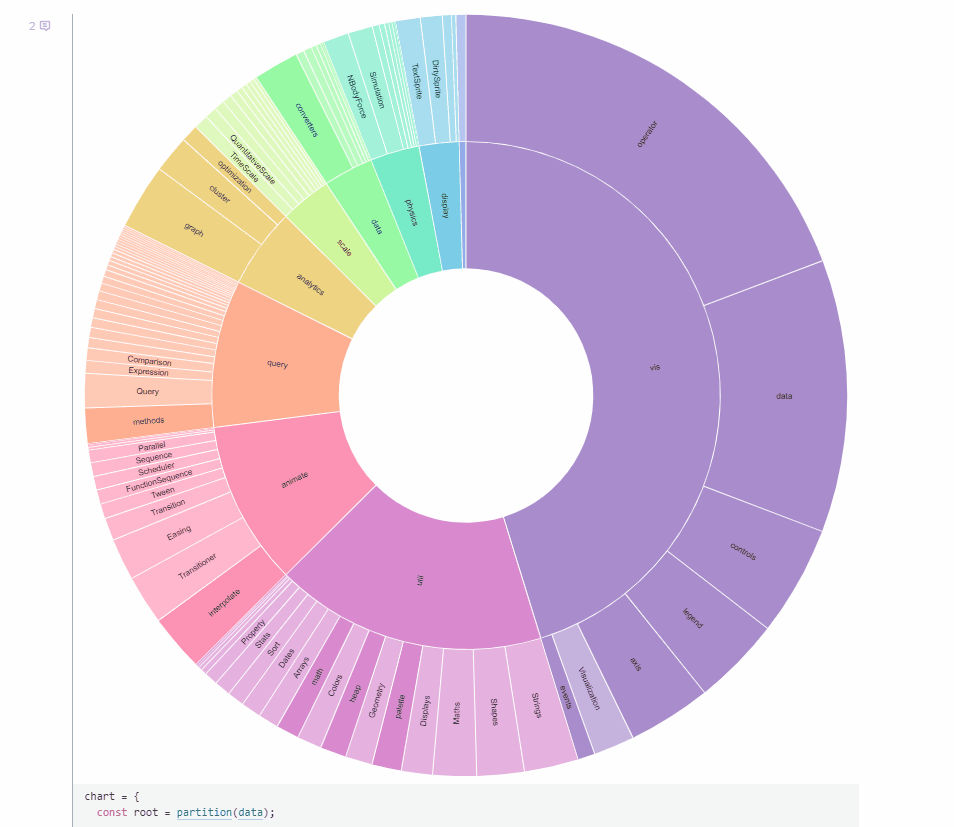 2
operator
data
controls
legend
axis
Visualization
events
vis
Strings
Shapes
Maths
Displays
palette
Geometry
heap
Colors
math
Arrays
Dates
Sort
Stats
Property
util
interpolate
Transitioner
Easing
Transition
Tween
FunctionSequence
Scheduler
Sequence
Parallel
animate
methods
Query
Expression
Comparison
query
graph
cluster
optimization
analytics
TimeScale
QuantitativeScale
scale
converters
data
NBodyForce
Simulation
physics
TextSprite
DirtySprite
display
chart = {
const root = partition(data);